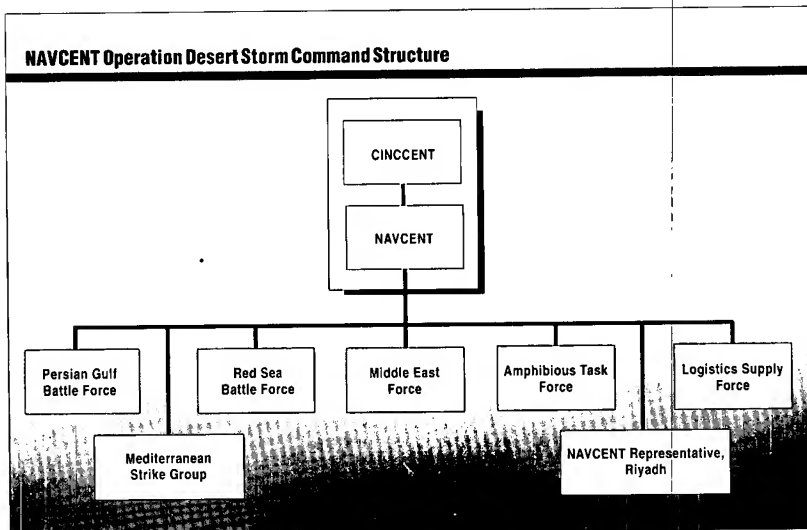 NAVCENT Operation Desert Storm Command Structure
CINCCENT
NAVCENT
Persian Gulf
Battle Force
Red Sea
Battle Force
Middle East
Force
Amphibious Task
Force
Logistics Supply
Force
Mediterranean
Strike Group
NAVCENT Representative,
Riyadh